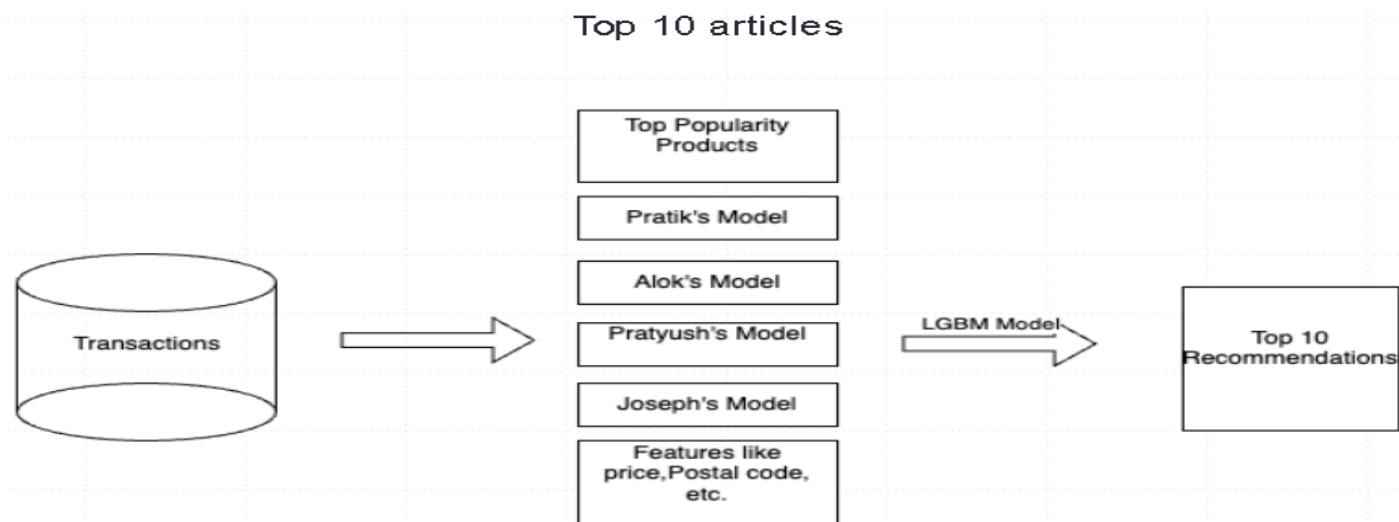 Top 10 articles
Top Popularity
Products
Pratik's Model
Alok's Model
Transactions
Pratyush's Model
LGBM Model
Top 10
Recommendations
Joseph's Model
Features like
price,Postal code,
etc.